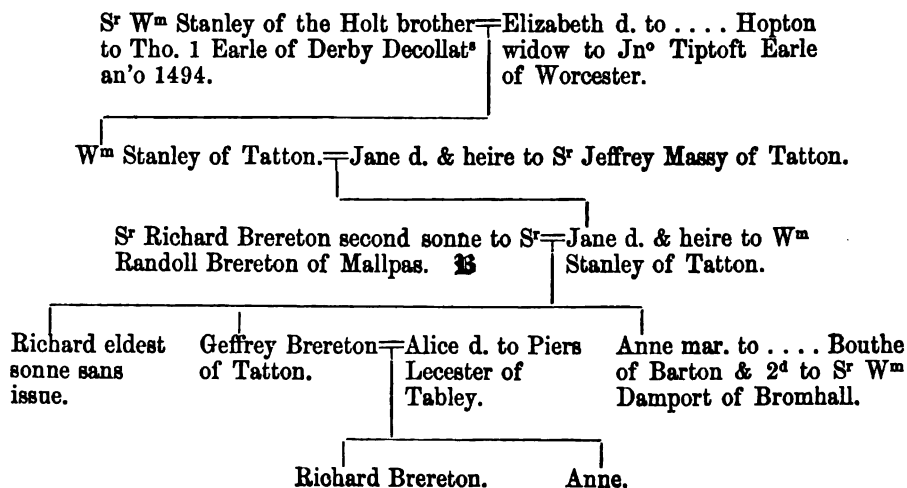 Sʳ Wᵐ Stanley of the Holt brother=Elizabeth d. to .... Hopton
to Tho. 1 Earle of Derby Decollatˢ widow to Jnº Tiptoft Earle
an'o 1494. of Worcester.
Wᵐ Stanley of Tatton.=Jane d. & heire to Sʳ Jeffrey Massy of Tatton.
Sʳ Richard Brereton second sonne to Sʳ=Jane d. & heire to Wᵐ
Randoll Brereton of Mallpas. Stanley of Tatton.
Richard eldest
sonne sans
issue.
Geffrey Brereton=Alice d. to Piers
of Tatton. Lecester of
Tabley.
Anne mar. to .... Bouthe
of Barton & 2ᵈ to Sʳ Wᵐ
Damport of Bromhall.
Richard Brereton. Anne.